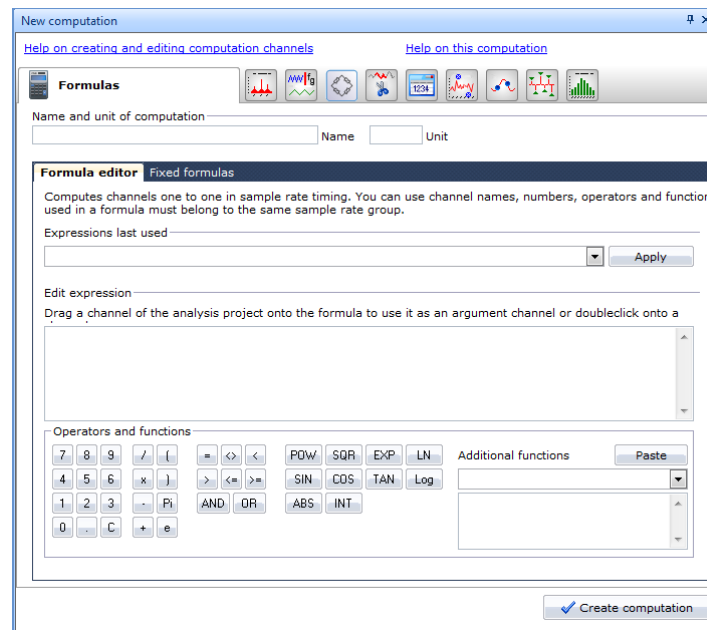 New computation
Help on creating and editing computation channels Help on this computation
Formulas fg 1234
Name and unit of computation
Name Unit
Formula editor Fixed formulas
Computes channels one to one in sample rate timing. You can use channel names, numbers, operators and function
used in a formula must belong to the same sample rate group.
Expressions last used
Apply
Edit expression
Drag a channel of the analysis project onto the formula to use it as an argument channel or doubleclick onto a
Operators and functions
7 8 9 / ( = <> < POW SQR EXP LN Additional functions Paste
4 5 6 x ) > <= >= SIN COS TAN Log
1 2 3 - Pi AND OR ABS INT
0 . C + e
Create computation